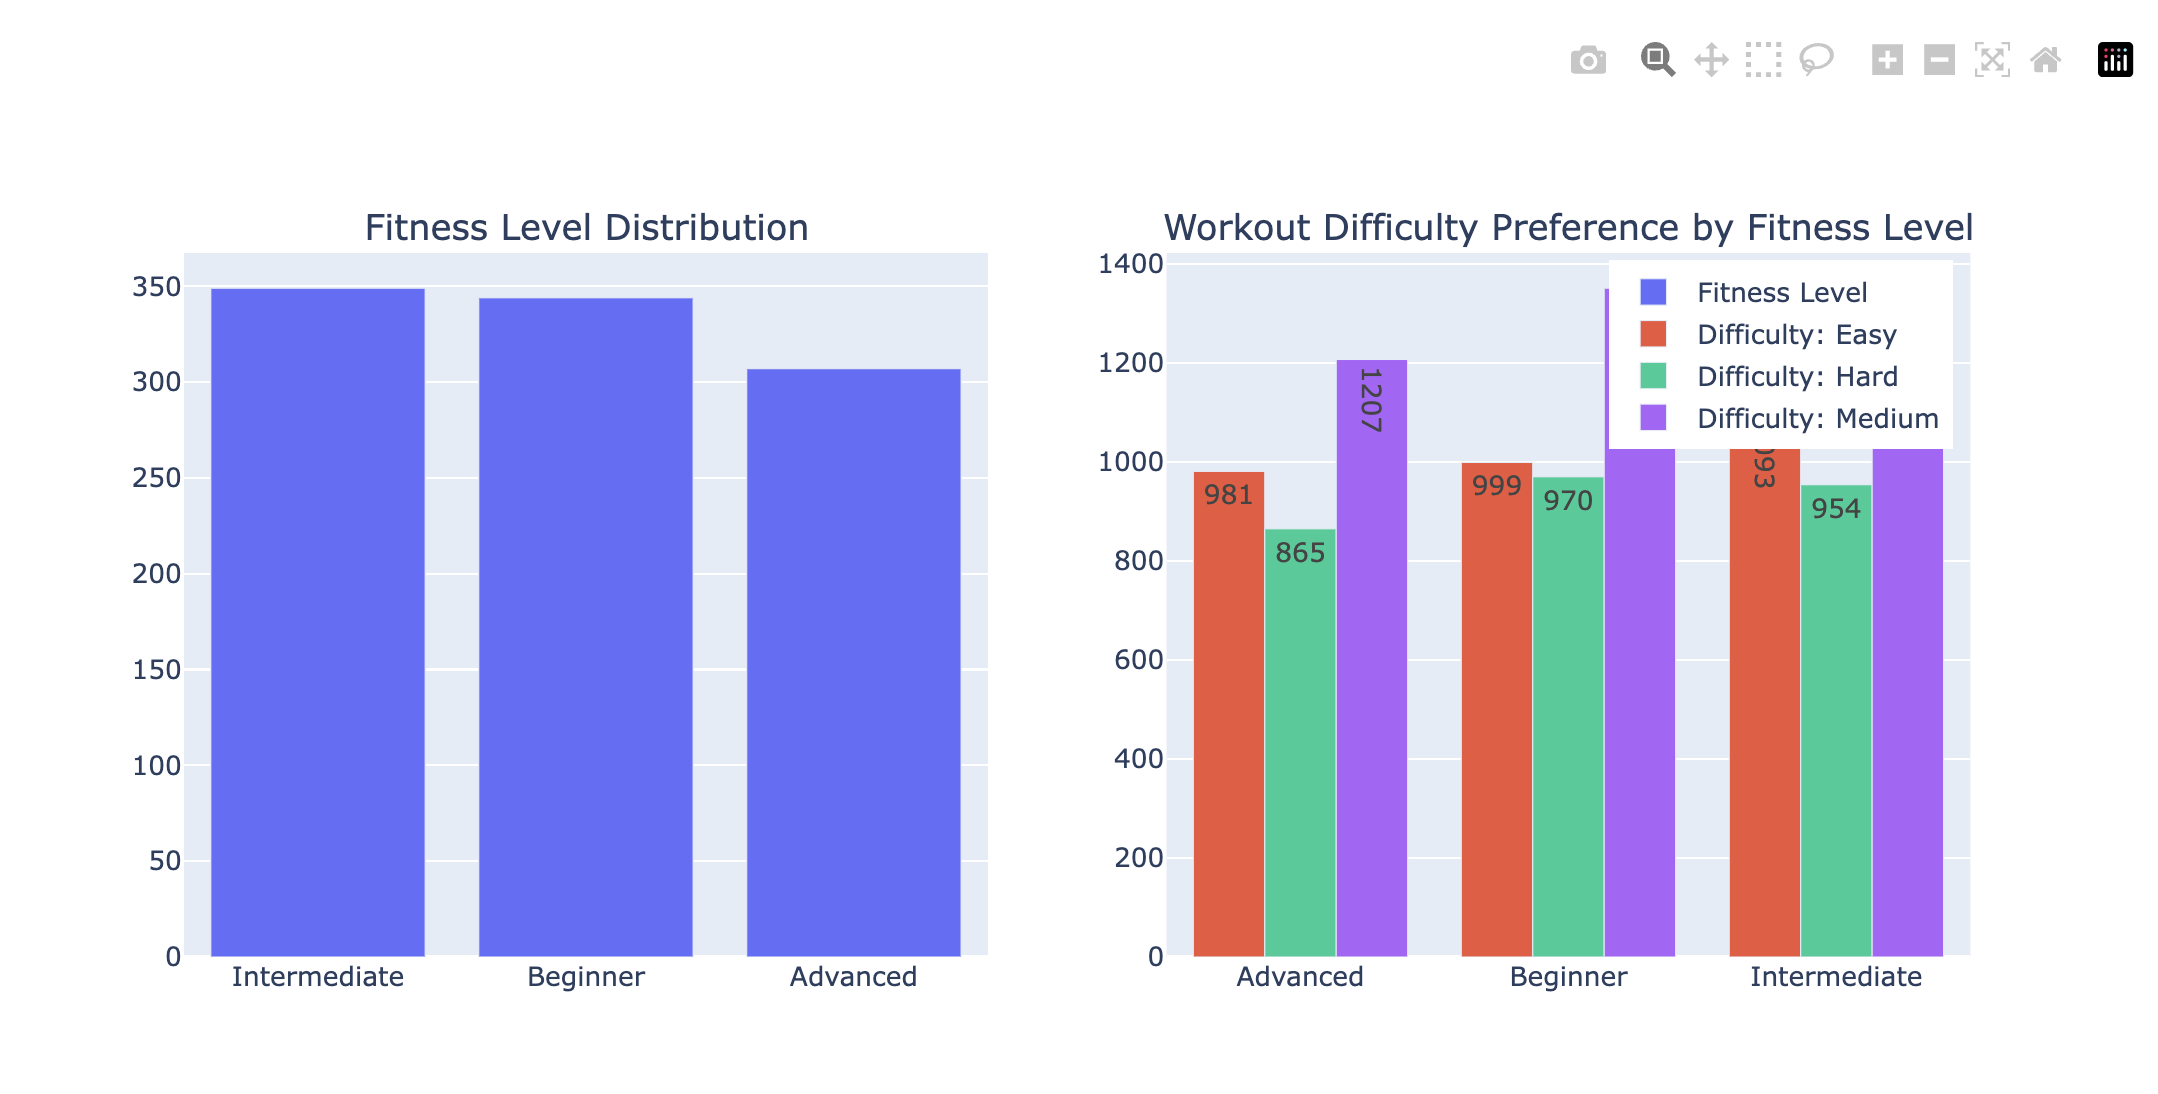 Fitness Level Distribution
350
300
250
200
150
100
50
0
Intermediate Beginner Advanced
Workout Difficulty Preference by Fitness Level
1400
1200
1000
800
600
400
200
0
Fitness Level
Difficulty: Easy
Difficulty: Hard
Difficulty: Medium
981
865
1207
999
970
093
954
Advanced Beginner Intermediate